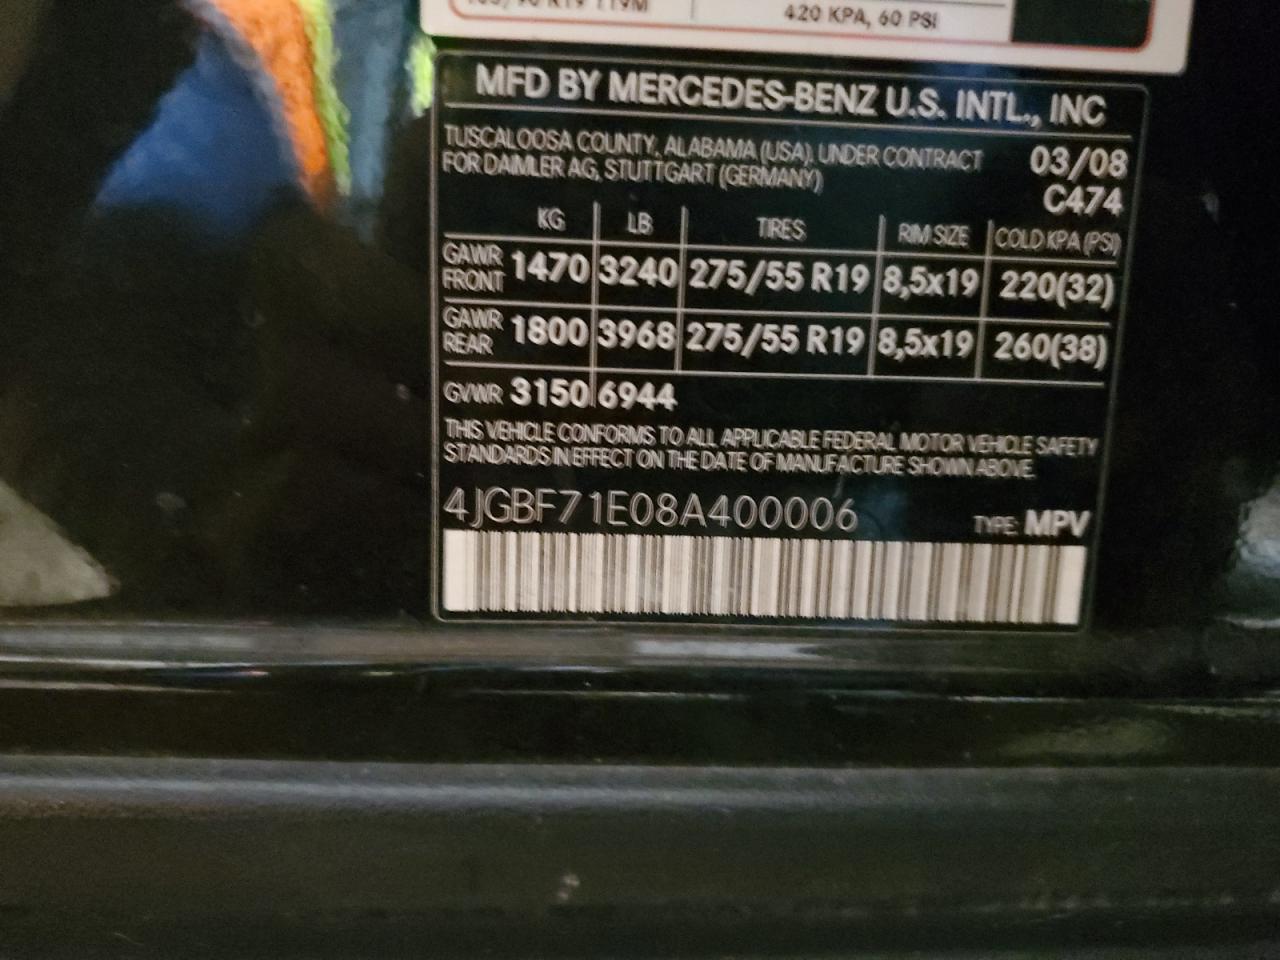 420 KPA, 60 PSI
MFD BY MERCEDES-BENZ U.S. INTL., INC
TUSCALOOSA COUNTY, ALABAMA (USA). UNDER CONTRACT
FOR DAIMLER AG, STUTTGART (GERMANY)
03/08
C474
KG LB TIRES RIM SIZE COLD KPA (PSI)
GAWR FRONT 1470 3240 275/55 R19 8,5x19 220(32)
GAWR REAR 1800 3968 275/55 R19 8,5x19 260(38)
GVWR 3150 6944
THIS VEHICLE CONFORMS TO ALL APPLICABLE FEDERAL MOTOR VEHICLE SAFETY
STANDARDS IN EFFECT ON THE DATE OF MANUFACTURE SHOWN ABOVE.
4JGBF71E08A400006 TYPE: MPV